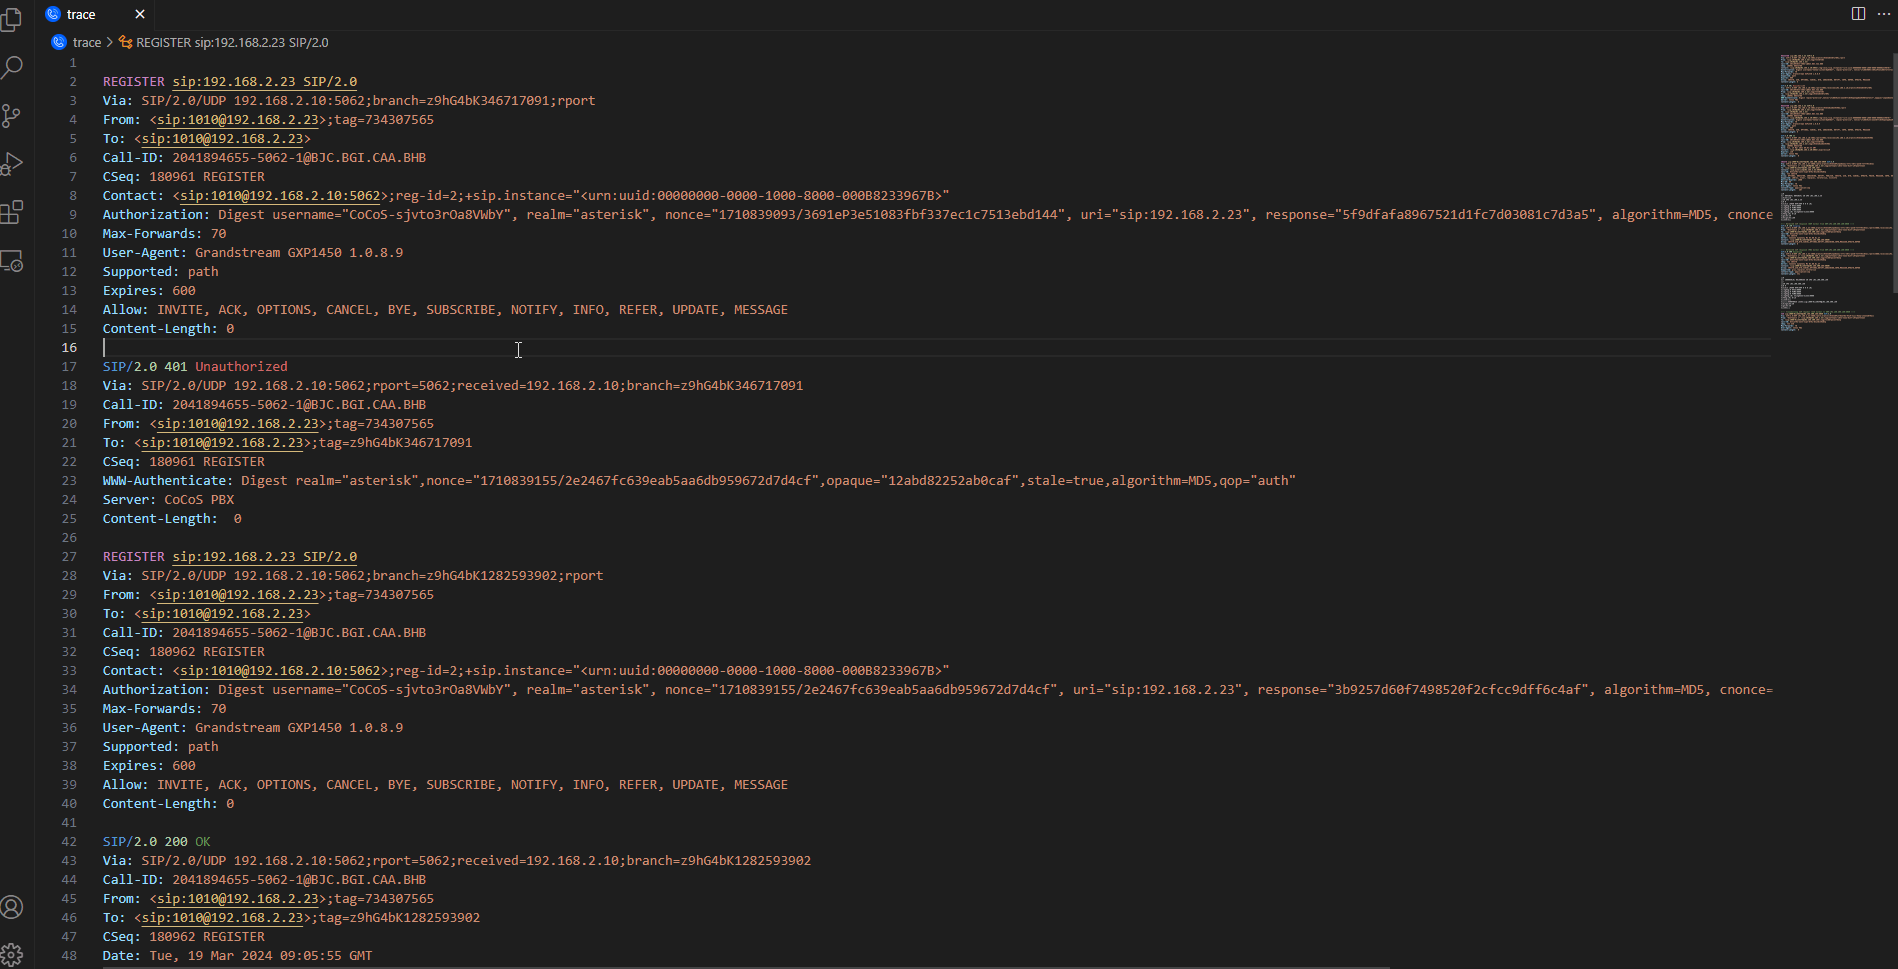 trace
trace > REGISTER sip:192.168.2.23 SIP/2.0
1
2 REGISTER sip:192.168.2.23 SIP/2.0
3 Via: SIP/2.0/UDP 192.168.2.10:5062;branch=z9hG4bK346717091;rport
4 From: <sip:1010@192.168.2.23>;tag=734307565
5 To: <sip:1010@192.168.2.23>
6 Call-ID: 2041894655-5062-1@BJC.BGI.CAA.BHB
7 CSeq: 180961 REGISTER
8 Contact: <sip:1010@192.168.2.10:5062>;reg-id=2;+sip.instance="<urn:uuid:00000000-0000-1000-8000-000B8233967B>"
9 Authorization: Digest username="CoCoS-sjvto3rOa8VWbY", realm="asterisk", nonce="1710839093/3691eP3e51083fbf337ec1c7513ebd144", uri="sip:192.168.2.23", response="5f9dfafa8967521d1fc7d03081c7d3a5", algorithm=MD5, cnonce
10 Max-Forwards: 70
11 User-Agent: Grandstream GXP1450 1.0.8.9
12 Supported: path
13 Expires: 600
14 Allow: INVITE, ACK, OPTIONS, CANCEL, BYE, SUBSCRIBE, NOTIFY, INFO, REFER, UPDATE, MESSAGE
15 Content-Length: 0
16
17 SIP/2.0 401 Unauthorized
18 Via: SIP/2.0/UDP 192.168.2.10:5062;rport=5062;received=192.168.2.10;branch=z9hG4bK346717091
19 Call-ID: 2041894655-5062-1@BJC.BGI.CAA.BHB
20 From: <sip:1010@192.168.2.23>;tag=734307565
21 To: <sip:1010@192.168.2.23>;tag=z9hG4bK346717091
22 CSeq: 180961 REGISTER
23 WWW-Authenticate: Digest realm="asterisk",nonce="1710839155/2e2467fc639eab5aa6db959672d7d4cf",opaque="12abd82252ab0caf",stale=true,algorithm=MD5,qop="auth"
24 Server: CoCoS PBX
25 Content-Length:  0
26
27 REGISTER sip:192.168.2.23 SIP/2.0
28 Via: SIP/2.0/UDP 192.168.2.10:5062;branch=z9hG4bK1282593902;rport
29 From: <sip:1010@192.168.2.23>;tag=734307565
30 To: <sip:1010@192.168.2.23>
31 Call-ID: 2041894655-5062-1@BJC.BGI.CAA.BHB
32 CSeq: 180962 REGISTER
33 Contact: <sip:1010@192.168.2.10:5062>;reg-id=2;+sip.instance="<urn:uuid:00000000-0000-1000-8000-000B8233967B>"
34 Authorization: Digest username="CoCoS-sjvto3rOa8VWbY", realm="asterisk", nonce="1710839155/2e2467fc639eab5aa6db959672d7d4cf", uri="sip:192.168.2.23", response="3b9257d60f7498520f2cfcc9dff6c4af", algorithm=MD5, cnonce=
35 Max-Forwards: 70
36 User-Agent: Grandstream GXP1450 1.0.8.9
37 Supported: path
38 Expires: 600
39 Allow: INVITE, ACK, OPTIONS, CANCEL, BYE, SUBSCRIBE, NOTIFY, INFO, REFER, UPDATE, MESSAGE
40 Content-Length: 0
41
42 SIP/2.0 200 OK
43 Via: SIP/2.0/UDP 192.168.2.10:5062;rport=5062;received=192.168.2.10;branch=z9hG4bK1282593902
44 Call-ID: 2041894655-5062-1@BJC.BGI.CAA.BHB
45 From: <sip:1010@192.168.2.23>;tag=734307565
46 To: <sip:1010@192.168.2.23>;tag=z9hG4bK1282593902
47 CSeq: 180962 REGISTER
48 Date: Tue, 19 Mar 2024 09:05:55 GMT